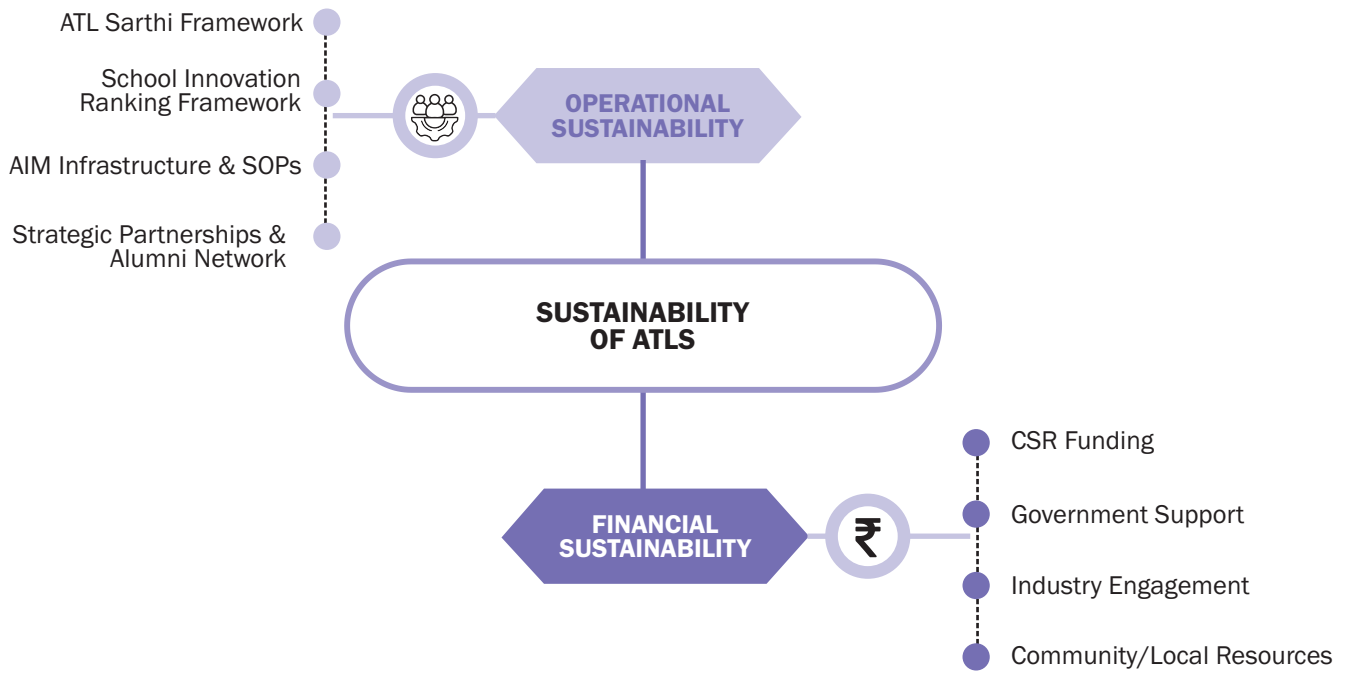 ATL Sarthi Framework
School Innovation
Ranking Framework
AIM Infrastructure & SOPs
Strategic Partnerships &
Alumni Network
OPERATIONAL
SUSTAINABILITY
SUSTAINABILITY
OF ATLS
FINANCIAL
SUSTAINABILITY
₹
CSR Funding
Government Support
Industry Engagement
Community/Local Resources